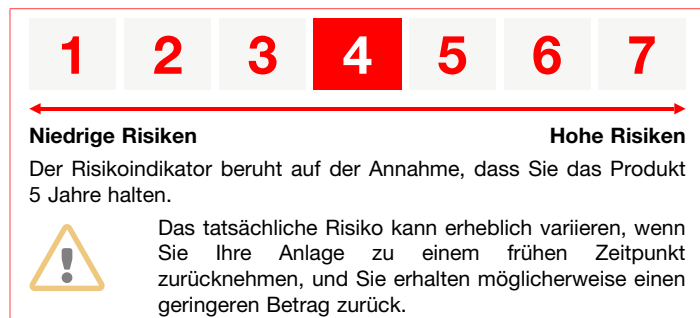 1 2 3 4 5 6 7
Niedrige Risiken Hohe Risiken
Der Risikoindikator beruht auf der Annahme, dass Sie das Produkt
5 Jahre halten.
Das tatsächliche Risiko kann erheblich variieren, wenn
Sie Ihre Anlage zu einem frühen Zeitpunkt
zurücknehmen, und Sie erhalten möglicherweise einen
geringeren Betrag zurück.